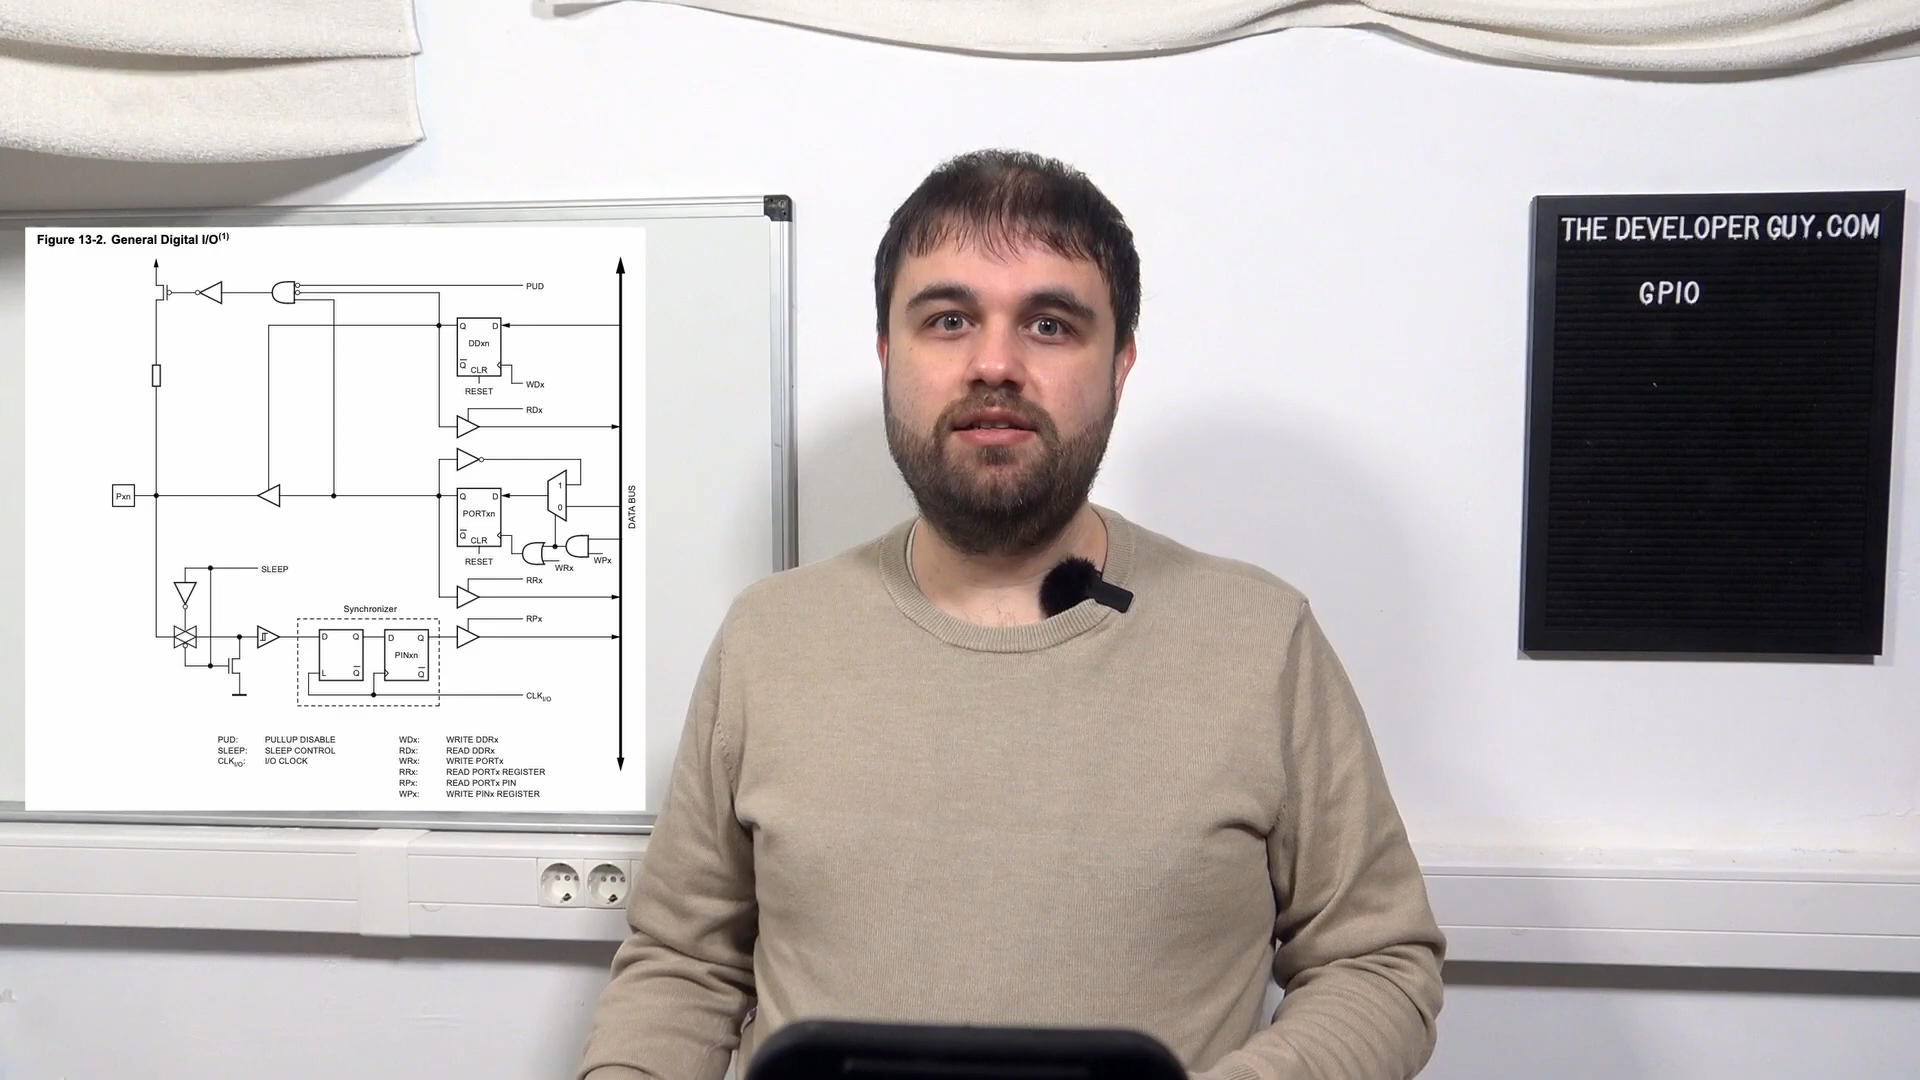 Figure 13-2. General Digital I/O(1)
PUD
Q D
DDxn
Q
CLR
WDx
RESET
RDx
1
Pxn
Q D
0
PORTxn
DATA BUS
Q
CLR
WPx
RESET
WRx
SLEEP
RRx
Synchronizer
RPx
D Q D Q
PINxn
L Q Q
CLKI/O
PUD: PULLUP DISABLE
SLEEP: SLEEP CONTROL
CLKI/O: I/O CLOCK
WDx: WRITE DDRx
RDx: READ DDRx
WRx: WRITE PORTx
RRx: READ PORTx REGISTER
RPx: READ PORTx PIN
WPx: WRITE PINx REGISTER
THE DEVELOPER GUY.COM
GPIO